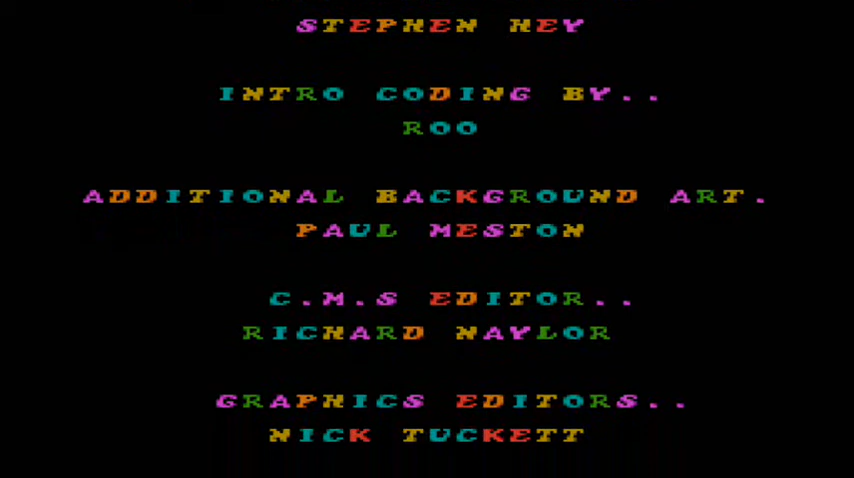 STEPHEN HEY
INTRO CODING BY..
ROO
ADDITIONAL BACKGROUND ART.
PAUL MESTON
C.M.S EDITOR..
RICHARD NAYLOR
GRAPHICS EDITORS..
NICK TUCKETT